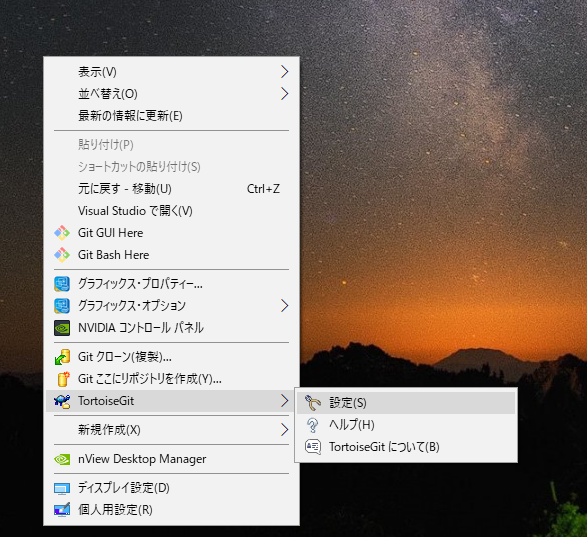 表示(V)
並べ替え(O)
最新の情報に更新(E)
貼り付け(P)
ショートカットの貼り付け(S)
元に戻す - 移動(U) Ctrl+Z
Visual Studio で開く(V)
Git GUI Here
Git Bash Here
グラフィックス・プロパティー...
グラフィックス・オプション
NVIDIA コントロール パネル
Git クローン(複製)...
Git ここにリポジトリを作成(Y)...
TortoiseGit
設定(S)
ヘルプ(H)
TortoiseGit について(B)
新規作成(X)
nView Desktop Manager
ディスプレイ設定(D)
個人用設定(R)